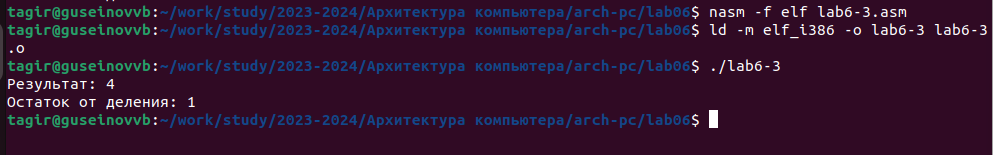 tagir@guseinovvb:~/work/study/2023-2024/Архитектура компьютера/arch-pc/lab06$ nasm -f elf lab6-3.asm
tagir@guseinovvb:~/work/study/2023-2024/Архитектура компьютера/arch-pc/lab06$ ld -m elf_i386 -o lab6-3 lab6-3
.o
tagir@guseinovvb:~/work/study/2023-2024/Архитектура компьютера/arch-pc/lab06$ ./lab6-3
Результат: 4
Остаток от деления: 1
tagir@guseinovvb:~/work/study/2023-2024/Архитектура компьютера/arch-pc/lab06$